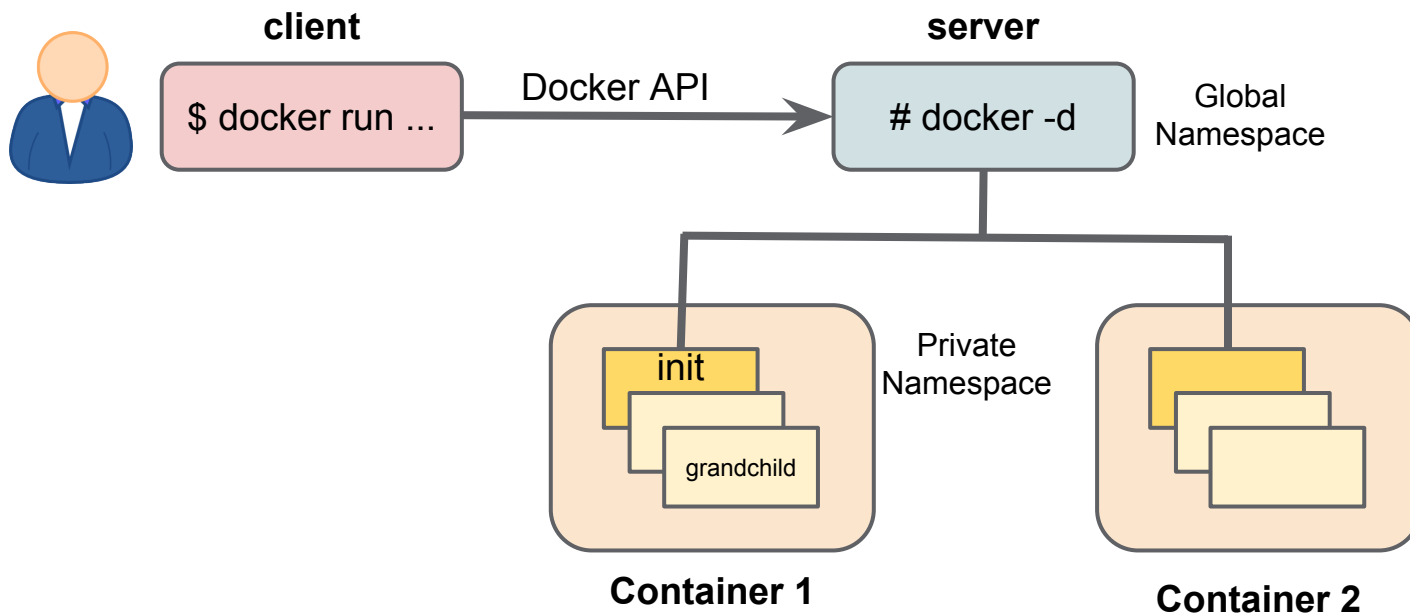 client
server
$ docker run ...
Docker API
# docker -d
Global
Namespace
init
grandchild
Private
Namespace
Container 1
Container 2